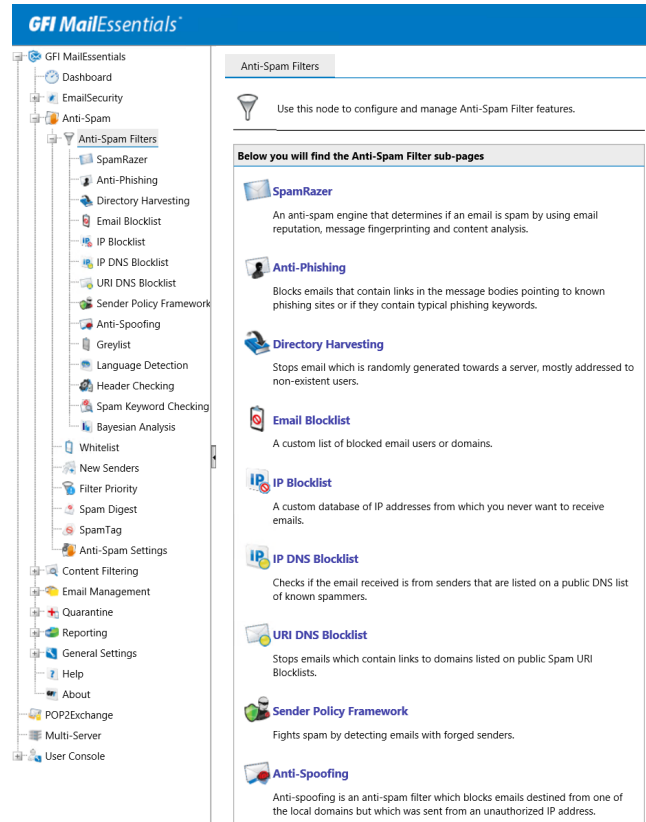 GFI MailEssentials
GFI MailEssentials
Dashboard
EmailSecurity
Anti-Spam
Anti-Spam Filters
SpamRazer
Anti-Phishing
Directory Harvesting
Email Blocklist
IP Blocklist
IP DNS Blocklist
URI DNS Blocklist
Sender Policy Framework
Anti-Spoofing
Greylist
Language Detection
Header Checking
Spam Keyword Checking
Bayesian Analysis
Whitelist
New Senders
Filter Priority
Spam Digest
SpamTag
Anti-Spam Settings
Content Filtering
Email Management
Quarantine
Reporting
General Settings
Help
About
POP2Exchange
Multi-Server
User Console
Anti-Spam Filters
Use this node to configure and manage Anti-Spam Filter features.
Below you will find the Anti-Spam Filter sub-pages
SpamRazer
An anti-spam engine that determines if an email is spam by using email
reputation, message fingerprinting and content analysis.
Anti-Phishing
Blocks emails that contain links in the message bodies pointing to known
phishing sites or if they contain typical phishing keywords.
Directory Harvesting
Stops email which is randomly generated towards a server, mostly addressed to
non-existent users.
Email Blocklist
A custom list of blocked email users or domains.
IP Blocklist
A custom database of IP addresses from which you never want to receive
emails.
IP DNS Blocklist
Checks if the email received is from senders that are listed on a public DNS list
of known spammers.
URI DNS Blocklist
Stops emails which contain links to domains listed on public Spam URI
Blocklists.
Sender Policy Framework
Fights spam by detecting emails with forged senders.
Anti-Spoofing
Anti-spoofing is an anti-spam filter which blocks emails destined from one of
the local domains but which was sent from an unauthorized IP address.